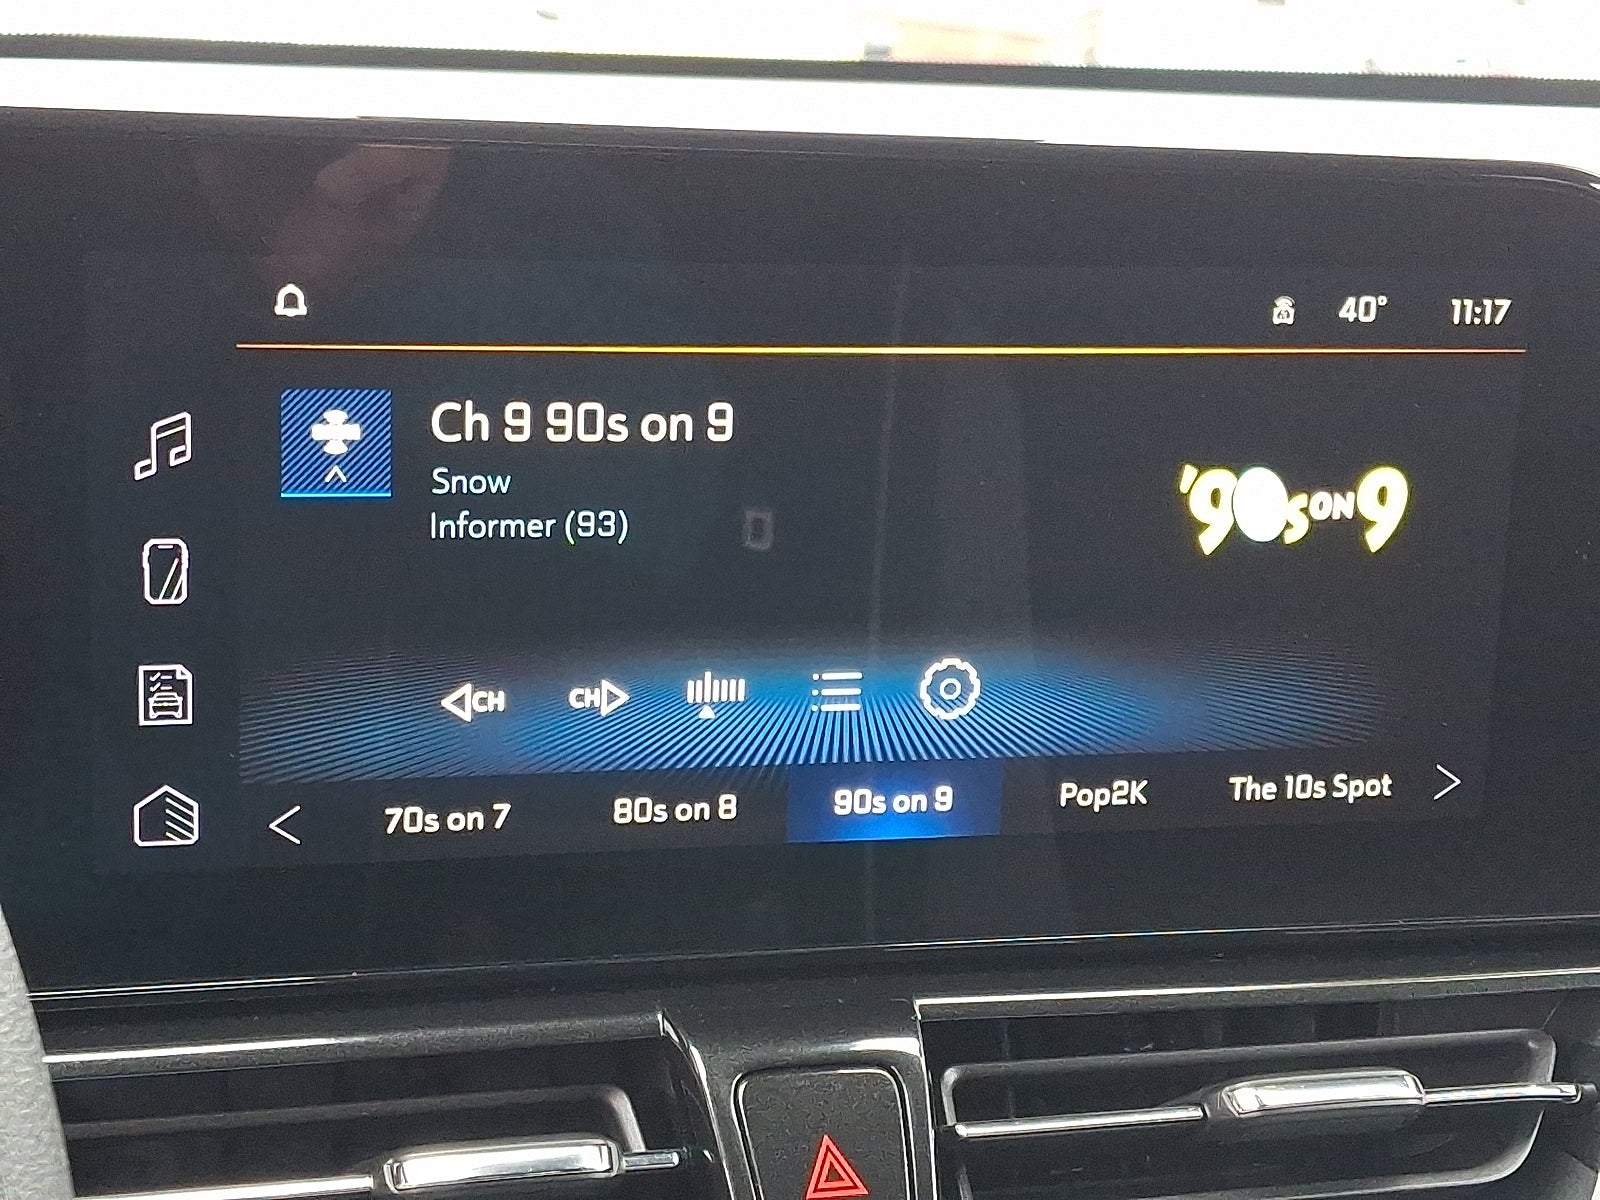 40° 11:17
Ch 9 90s on 9
Snow
Informer (93)
'90s ON 9
CH CH
70s on 7 80s on 8 90s on 9 Pop2K The 10s Spot